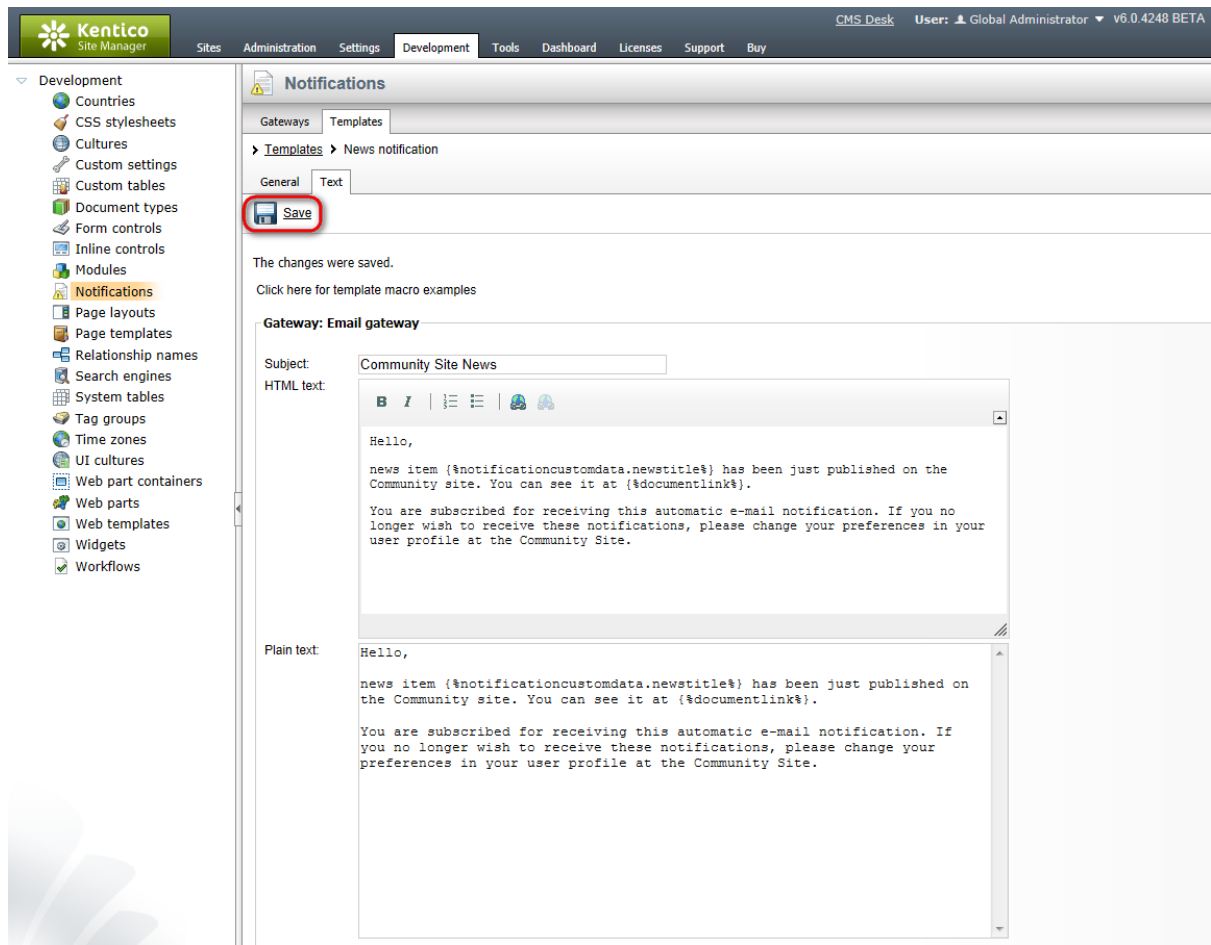 CMS Desk User: Global Administrator v6.0.4248 BETA
Kentico
Site Manager
Sites Administration Settings Development Tools Dashboard Licenses Support Buy
Development
Countries
CSS stylesheets
Cultures
Custom settings
Custom tables
Document types
Form controls
Inline controls
Modules
Notifications
Page layouts
Page templates
Relationship names
Search engines
System tables
Tag groups
Time zones
UI cultures
Web part containers
Web parts
Web templates
Widgets
Workflows
Notifications
Gateways Templates
Templates News notification
General Text
Save
The changes were saved.
Click here for template macro examples
Gateway: Email gateway
Subject: Community Site News
HTML text:
B I
Hello,
news item {%notificationcustomdata.newstitle%} has been just published on the
Community site. You can see it at {%documentlink%}.
You are subscribed for receiving this automatic e-mail notification. If you no
longer wish to receive these notifications, please change your preferences in your
user profile at the Community Site.
Plain text:
Hello,
news item {%notificationcustomdata.newstitle%} has been just published on
the Community site. You can see it at {%documentlink%}.
You are subscribed for receiving this automatic e-mail notification. If
you no longer wish to receive these notifications, please change your
preferences in your user profile at the Community Site.